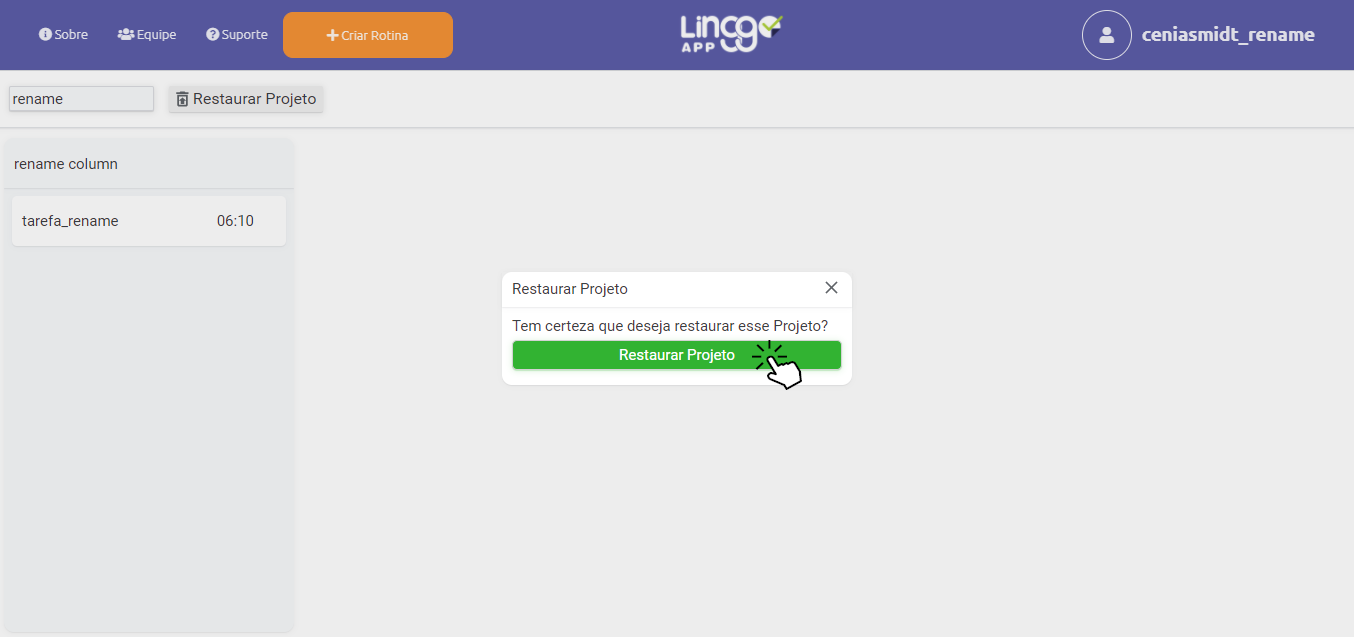 Sobre
Equipe
Suporte
Criar Rotina
Linggo
APP
ceniasmidt_rename
rename
Restaurar Projeto
rename column
tarefa_rename 06:10
Restaurar Projeto
Tem certeza que deseja restaurar esse Projeto?
Restaurar Projeto